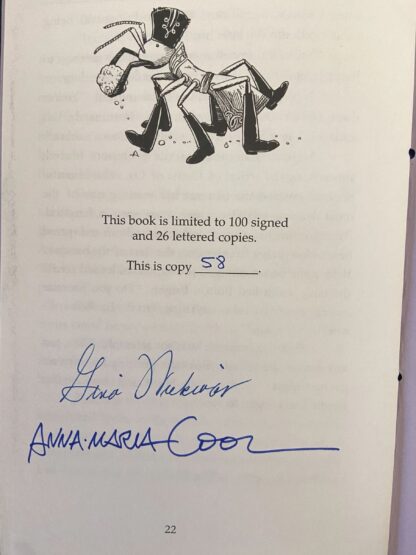 This book is limited to 100 signed
and 26 lettered copies.
This is copy 58.
Gina
ANNA-MARIA COOL
22